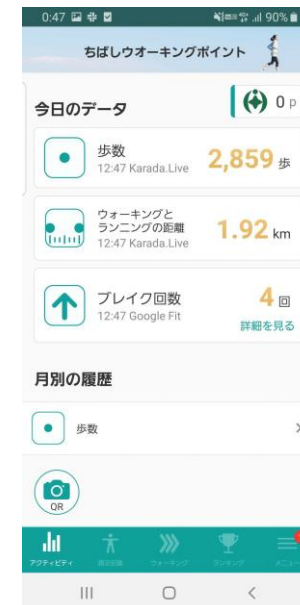 0:47
90%
ちばしウオーキングポイント
今日のデータ
0 p
歩数
12:47 Karada.Live
2,859 歩
ウォーキングと
ランニングの距離
12:47 Karada.Live
1.92 km
ブレイク回数
12:47 Google Fit
4 回
詳細を見る
月別の履歴
歩数
QR
アクティビティ
ウォーキング
ランキング
メニュー